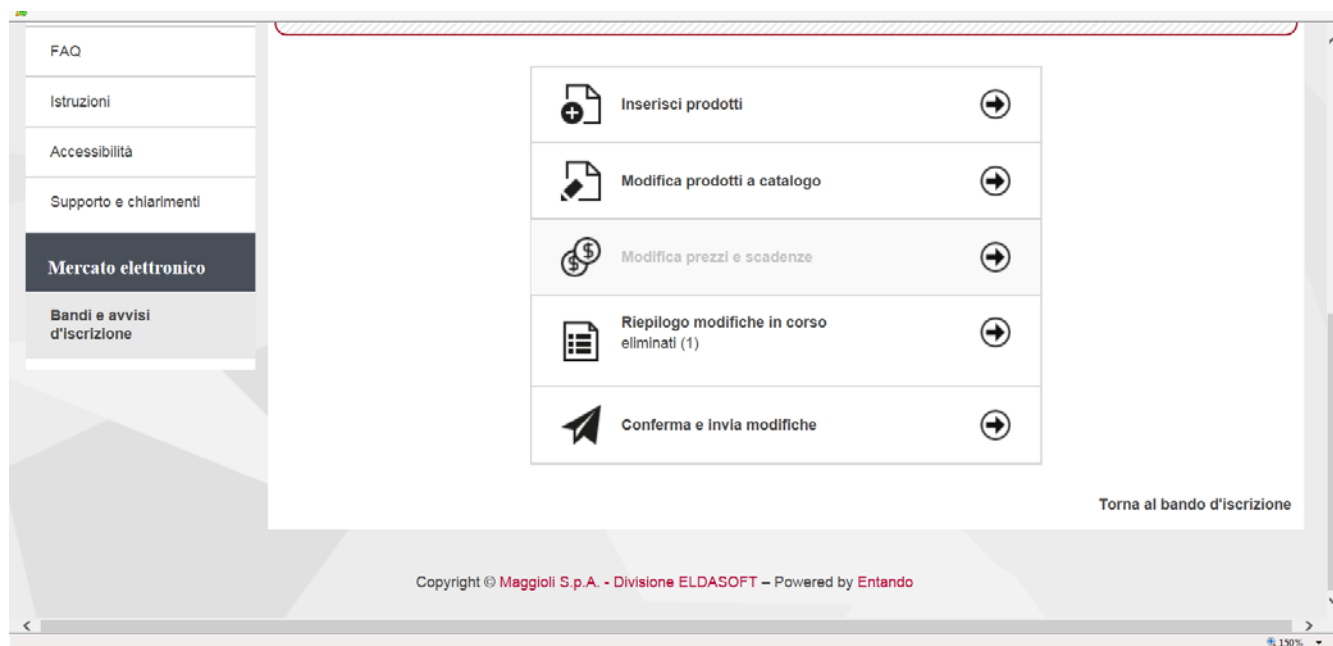 FAQ
Istruzioni
Accessibilità
Supporto e chiarimenti
Mercato elettronico
Bandi e avvisi
d'iscrizione
Inserisci prodotti
Modifica prodotti a catalogo
Modifica prezzi e scadenze
Riepilogo modifiche in corso
eliminati (1)
Conferma e invia modifiche
Torna al bando d'iscrizione
Copyright © Maggioli S.p.A. - Divisione ELDASOFT – Powered by Entando
150%